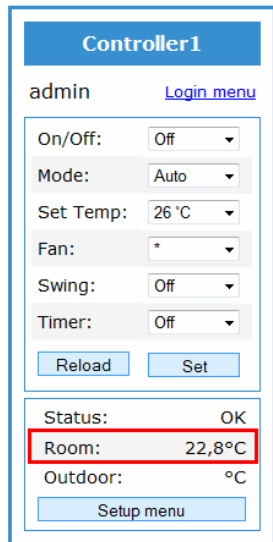 Controller1
admin Login menu
On/Off: Off
Mode: Auto
Set Temp: 26 °C
Fan: *
Swing: Off
Timer: Off
Reload Set
Status: OK
Room: 22,8°C
Outdoor: °C
Setup menu